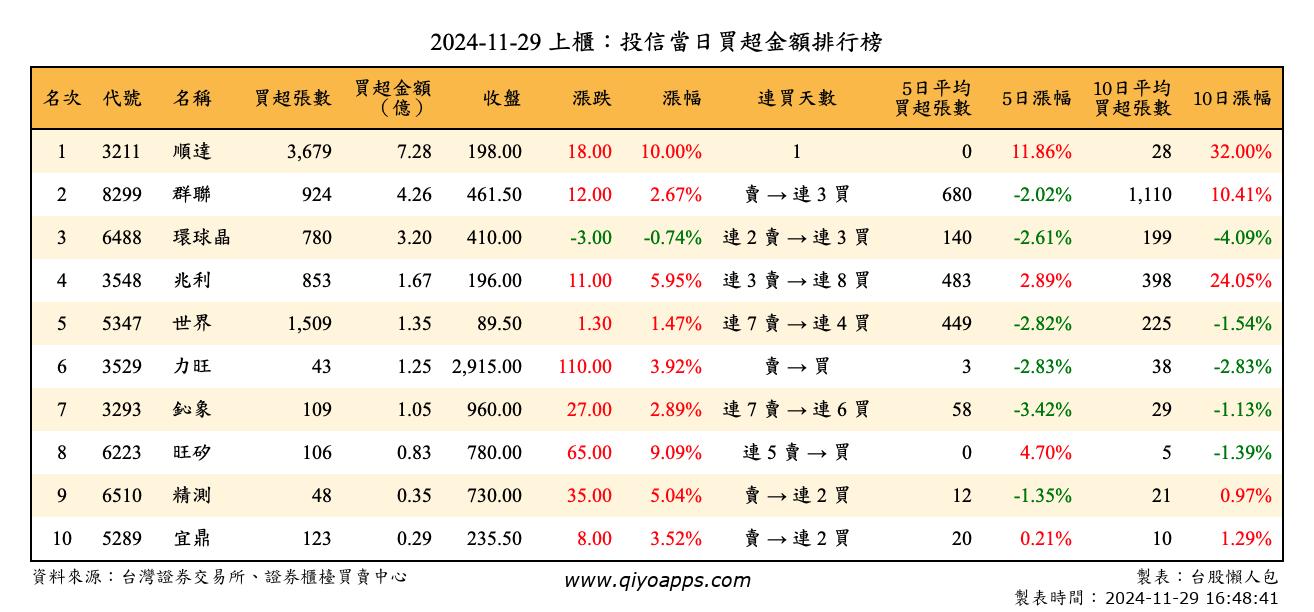 2024-11-29 上櫃：投信當日買超金額排行榜
名次 代號 名稱 買超張數 買超金額（億） 收盤 漲跌 漲幅 連買天數 5日平均買超張數 5日漲幅 10日平均買超張數 10日漲幅
1 3211 順達 3,679 7.28 198.00 18.00 10.00% 1 0 11.86% 28 32.00%
2 8299 群聯 924 4.26 461.50 12.00 2.67% 賣 → 連 3 買 680 -2.02% 1,110 10.41%
3 6488 環球晶 780 3.20 410.00 -3.00 -0.74% 連 2 賣 → 連 3 買 140 -2.61% 199 -4.09%
4 3548 兆利 853 1.67 196.00 11.00 5.95% 連 3 賣 → 連 8 買 483 2.89% 398 24.05%
5 5347 世界 1,509 1.35 89.50 1.30 1.47% 連 7 賣 → 連 4 買 449 -2.82% 225 -1.54%
6 3529 力旺 43 1.25 2,915.00 110.00 3.92% 賣 → 買 3 -2.83% 38 -2.83%
7 3293 鈊象 109 1.05 960.00 27.00 2.89% 連 7 賣 → 連 6 買 58 -3.42% 29 -1.13%
8 6223 旺矽 106 0.83 780.00 65.00 9.09% 連 5 賣 → 買 0 4.70% 5 -1.39%
9 6510 精測 48 0.35 730.00 35.00 5.04% 賣 → 連 2 買 12 -1.35% 21 0.97%
10 5289 宜鼎 123 0.29 235.50 8.00 3.52% 賣 → 連 2 買 20 0.21% 10 1.29%
資料來源：台灣證券交易所、證券櫃檯買賣中心 www.qiyoapps.com 製表：台股懶人包
製表時間：2024-11-29 16:48:41